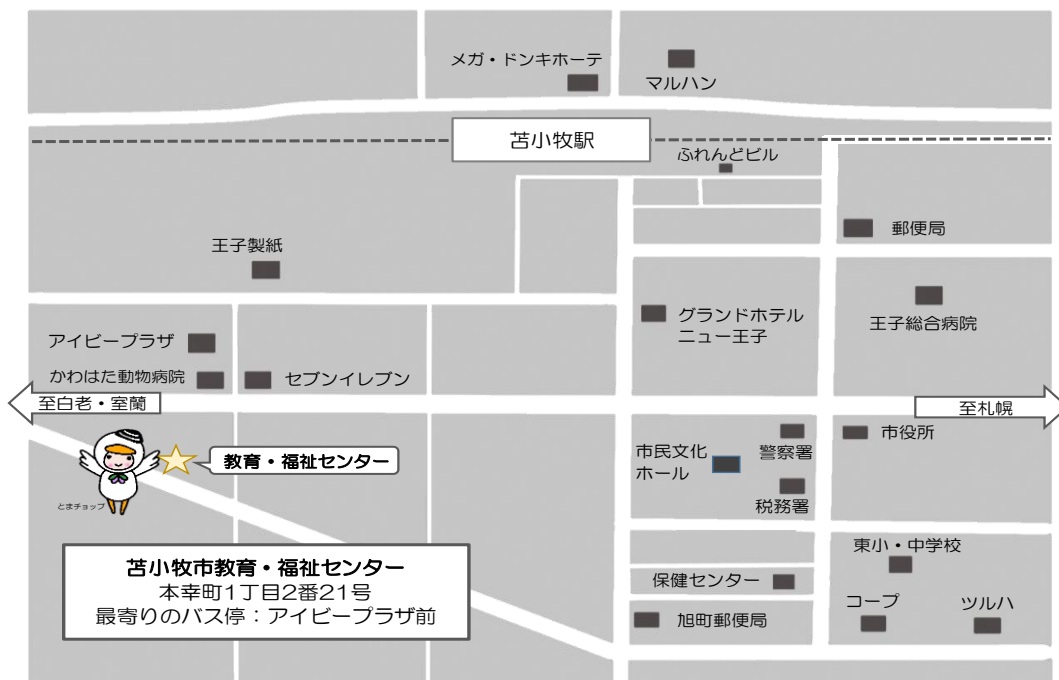 メガ・ドンキホーテ
マルハン
苫小牧駅
ふれんどビル
郵便局
王子製紙
グランドホテル
ニュー王子
王子総合病院
アイビープラザ
かわはた動物病院
セブンイレブン
至白老・室蘭
至札幌
教育・福祉センター
とまチョップ
市民文化
ホール
警察署
税務署
市役所
東小・中学校
保健センター
旭町郵便局
コープ
ツルハ
苫小牧市教育・福祉センター
本幸町1丁目2番21号
最寄りのバス停：アイビープラザ前